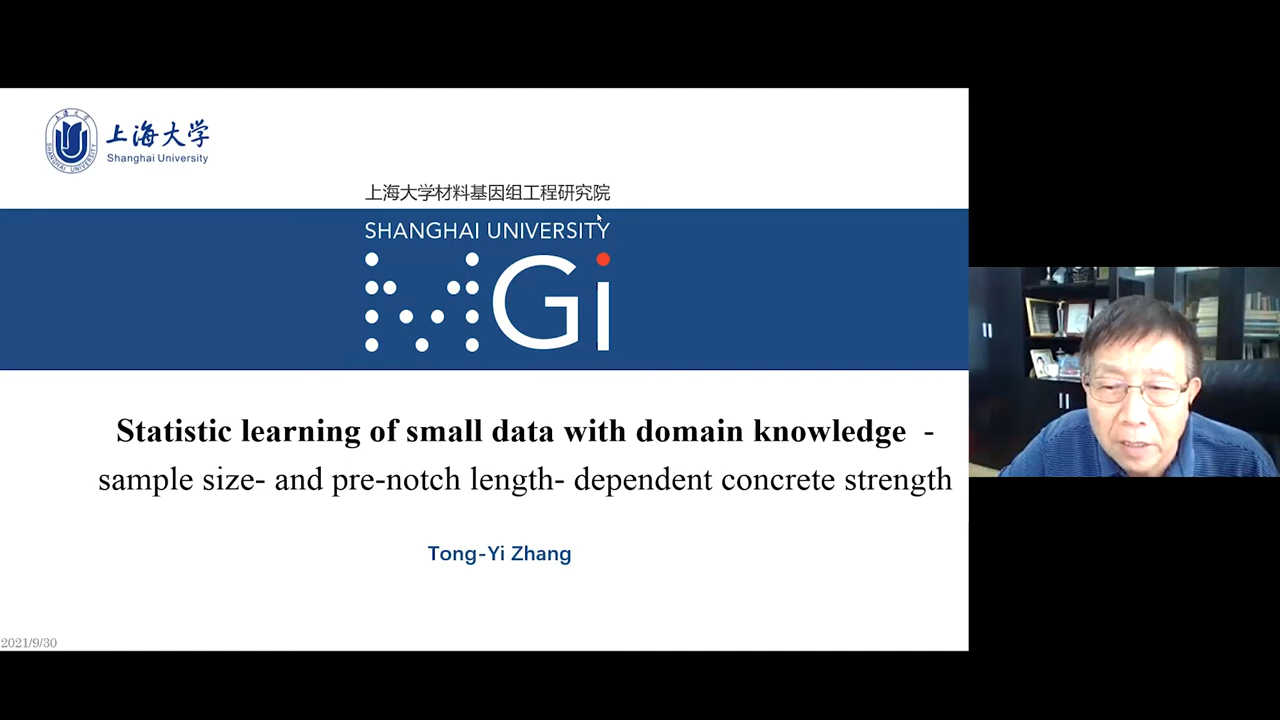 上海大学
Shanghai University
上海大学材料基因组工程研究院
SHANGHAI UNIVERSITY
MGi
Statistic learning of small data with domain knowledge -
sample size- and pre-notch length- dependent concrete strength
Tong-Yi Zhang
2021/9/30